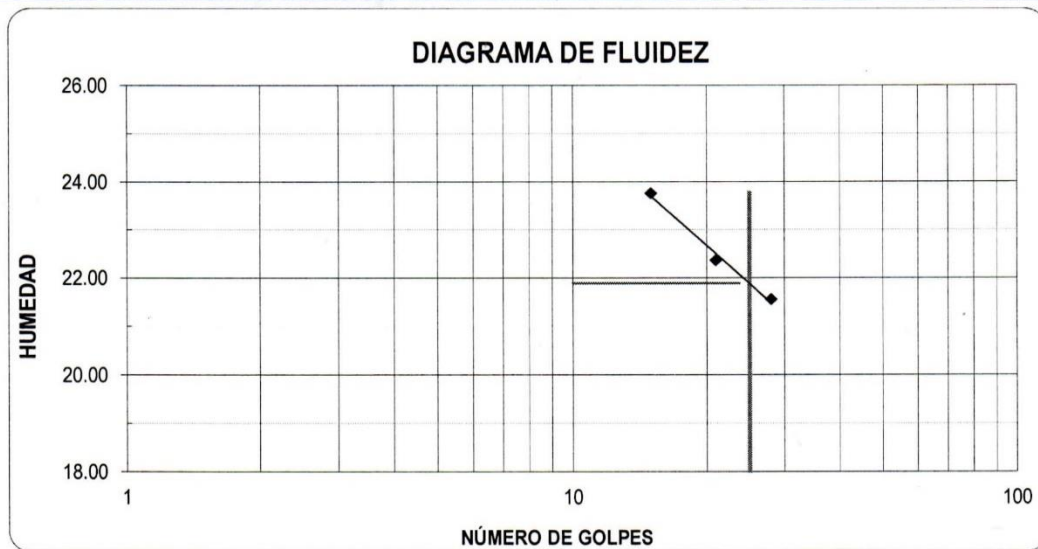 DIAGRAMA DE FLUIDEZ
26.00
24.00
22.00
20.00
18.00
HUMEDAD
1 10 100
NÚMERO DE GOLPES